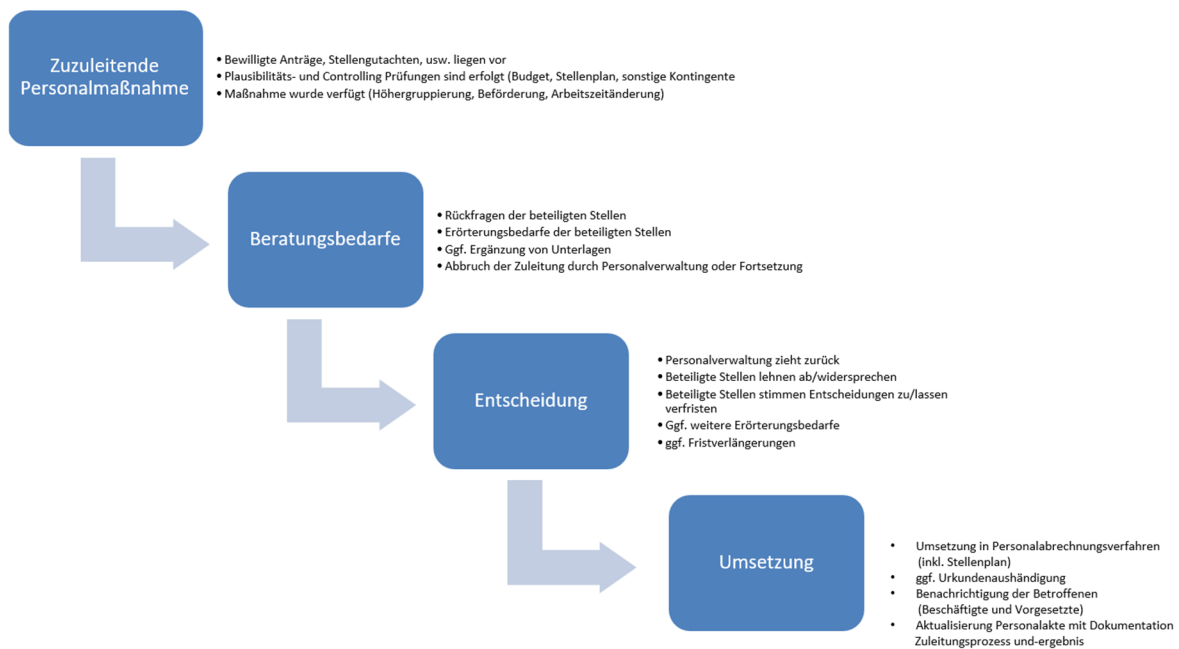 Zuzuleitende
Personalmaßnahme
• Bewilligte Anträge, Stellengutachten, usw. liegen vor
• Plausibilitäts- und Controlling Prüfungen sind erfolgt (Budget, Stellenplan, sonstige Kontingente
• Maßnahme wurde verfügt (Höhergruppierung, Beförderung, Arbeitszeitänderung)
Beratungsbedarfe
• Rückfragen der beteiligten Stellen
• Erörterungsbedarfe der beteiligten Stellen
• Ggf. Ergänzung von Unterlagen
• Abbruch der Zuleitung durch Personalverwaltung oder Fortsetzung
Entscheidung
• Personalverwaltung zieht zurück
• Beteiligte Stellen lehnen ab/widersprechen
• Beteiligte Stellen stimmen Entscheidungen zu/lassen
verfristen
• Ggf. weitere Erörterungsbedarfe
• ggf. Fristverlängerungen
Umsetzung
• Umsetzung in Personalabrechnungsverfahren
(inkl. Stellenplan)
• ggf. Urkundenaushändigung
• Benachrichtigung der Betroffenen
(Beschäftigte und Vorgesetzte)
• Aktualisierung Personalakte mit Dokumentation
Zuleitungsprozess und-ergebnis